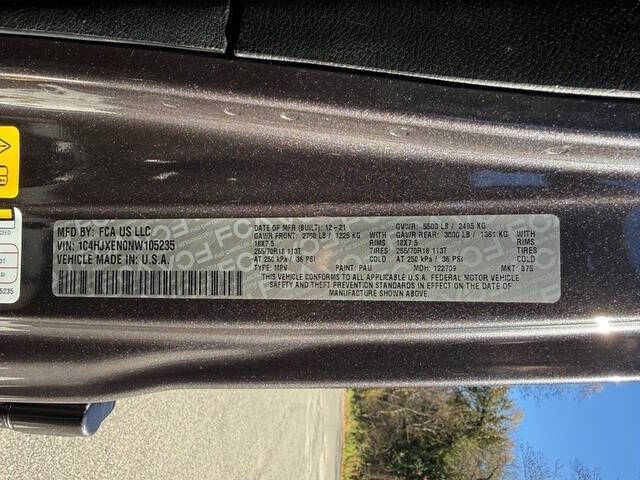 MFD BY: FCA US LLC
VIN: 1C4HJXEN0NW105235
VEHICLE MADE IN: U.S.A.
DATE OF MFR (BUILT): 12-21
GAWR FRONT: 2700 LB / 1225 KG
18X7.5 RIMS
255/70R18 113T TIRES
AT 250 kPa / 36 PSI COLD
TYPE: MPV PAINT: PAU
GVWR: 5500 LB / 2495 KG
GAWR REAR: 3000 LB / 1361 KG
18X7.5 RIMS
255/70R18 113T TIRES
AT 250 kPa / 36 PSI COLD
MDH: 122709 MKT: 875
THIS VEHICLE CONFORMS TO ALL APPLICABLE U.S.A. FEDERAL MOTOR VEHICLE
SAFETY AND THEFT PREVENTION STANDARDS IN EFFECT ON THE DATE OF
MANUFACTURE SHOWN ABOVE.
5235